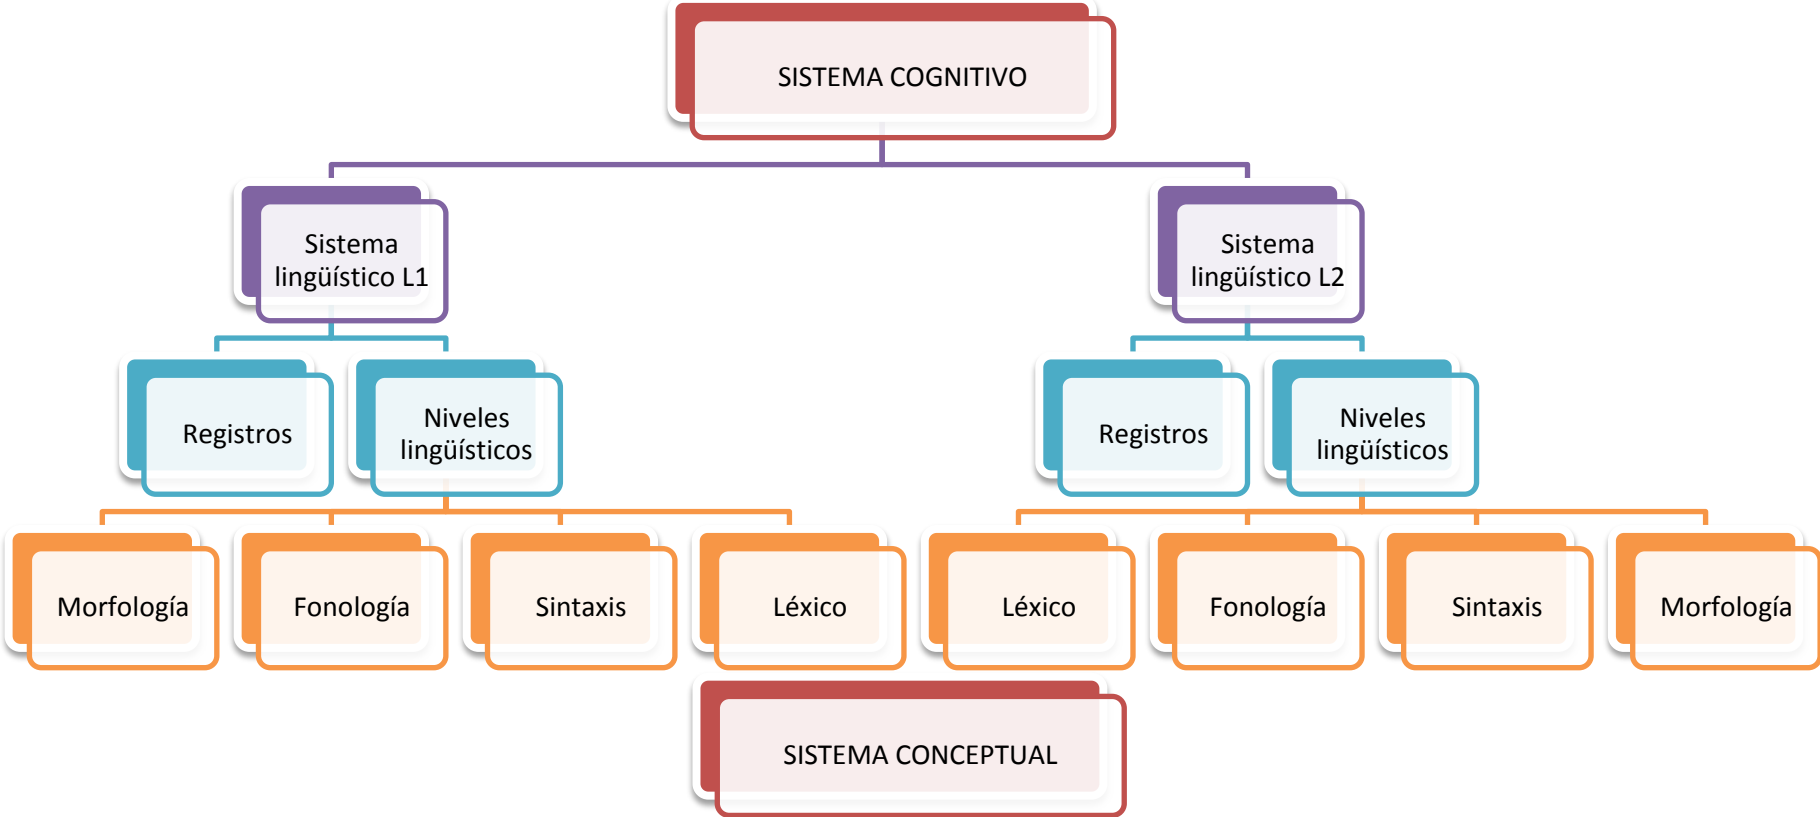 SISTEMA COGNITIVO
Sistema
lingüístico L1
Sistema
lingüístico L2
Registros
Niveles
lingüísticos
Registros
Niveles
lingüísticos
Morfología
Fonología
Sintaxis
Léxico
Léxico
Fonología
Sintaxis
Morfología
SISTEMA CONCEPTUAL